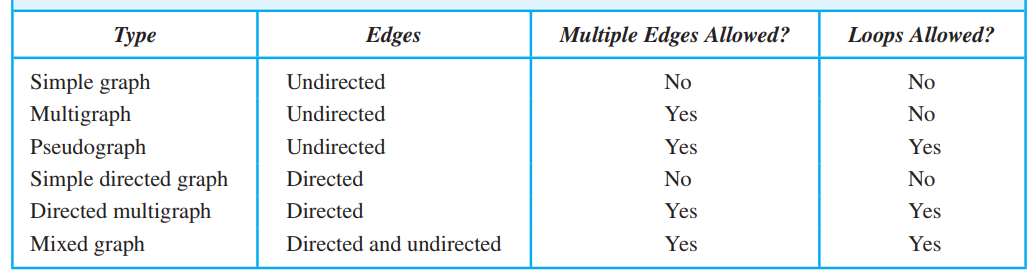 Type Edges Multiple Edges Allowed? Loops Allowed?
Simple graph Undirected No No
Multigraph Undirected Yes No
Pseudograph Undirected Yes Yes
Simple directed graph Directed No No
Directed multigraph Directed Yes Yes
Mixed graph Directed and undirected Yes Yes